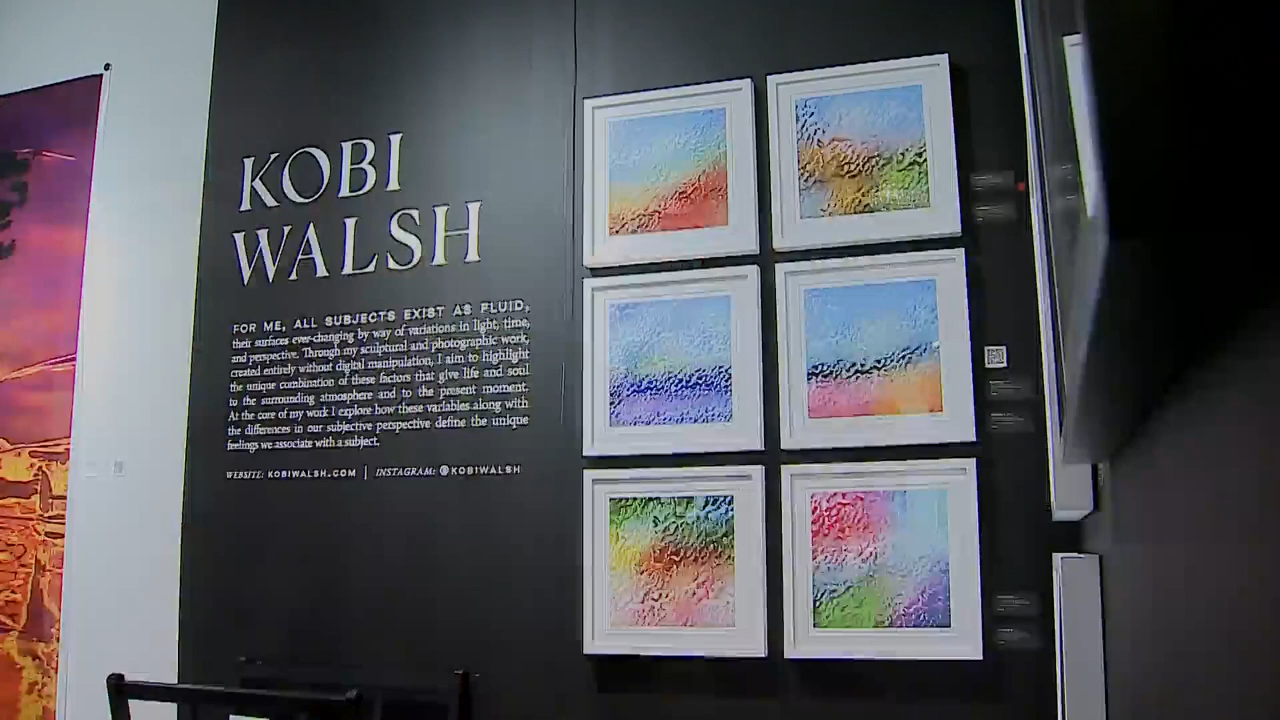 KOBI
WALSH
FOR ME, ALL SUBJECTS EXIST AS FLUID,
their surfaces ever-changing by way of variations in light, time,
and perspective. Through my sculptural and photographic work,
created entirely without digital manipulation, I aim to highlight
the unique combination of these factors that give life and soul
to the surrounding atmosphere and to the present moment.
At the core of my work I explore how these variables along with
the differences in our subjective perspective define the unique
feelings we associate with a subject.
WEBSITE: KOBIWALSH.COM | INSTAGRAM: @KOBIWALSH